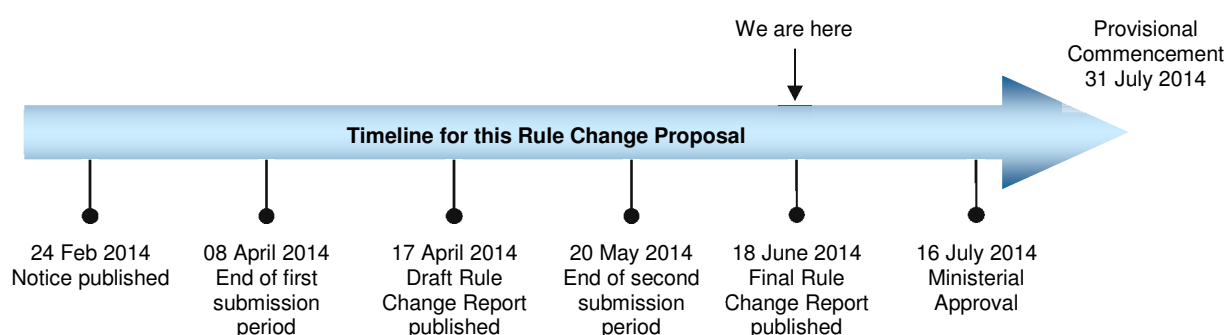 We are here
Provisional
Commencement
31 July 2014
Timeline for this Rule Change Proposal
24 Feb 2014
Notice published
08 April 2014
End of first
submission
period
17 April 2014
Draft Rule
Change Report
published
20 May 2014
End of second
submission
period
18 June 2014
Final Rule
Change Report
published
16 July 2014
Ministerial
Approval